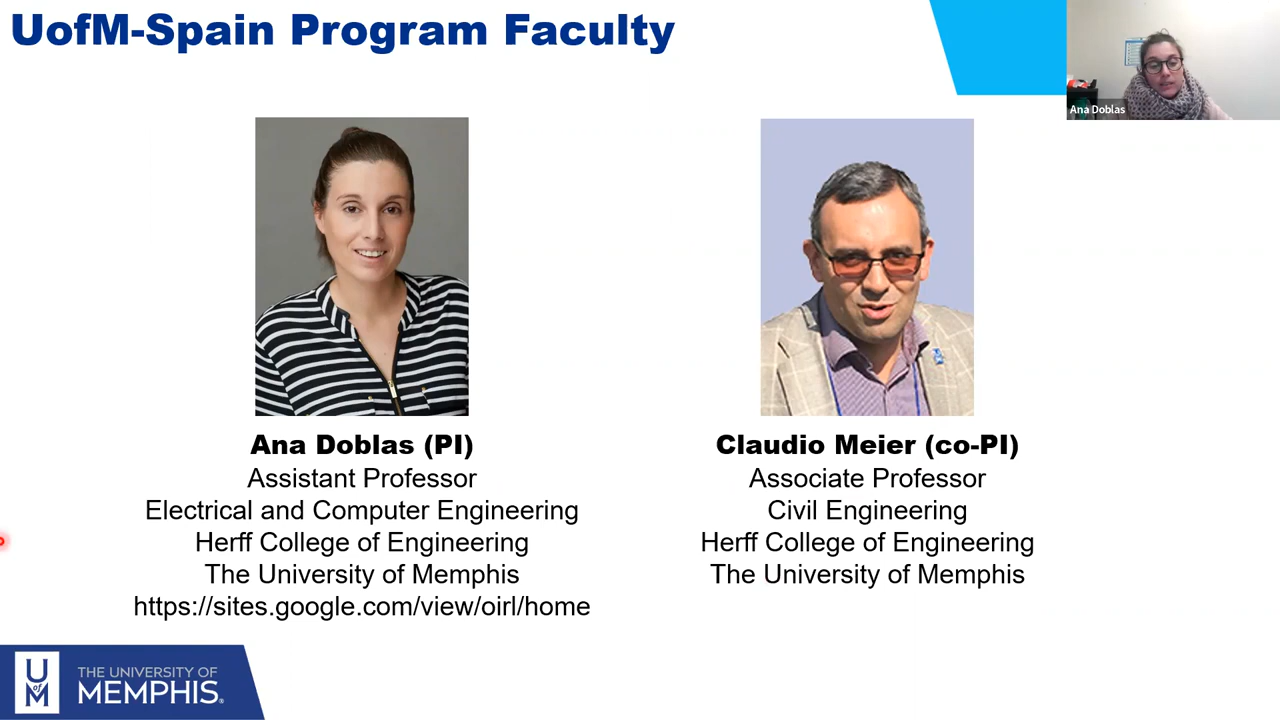 UofM-Spain Program Faculty
Ana Doblas
Ana Doblas (PI)
Assistant Professor
Electrical and Computer Engineering
Herff College of Engineering
The University of Memphis
https://sites.google.com/view/oirl/home
Claudio Meier (co-PI)
Associate Professor
Civil Engineering
Herff College of Engineering
The University of Memphis
U
of
M
THE UNIVERSITY OF
MEMPHIS.